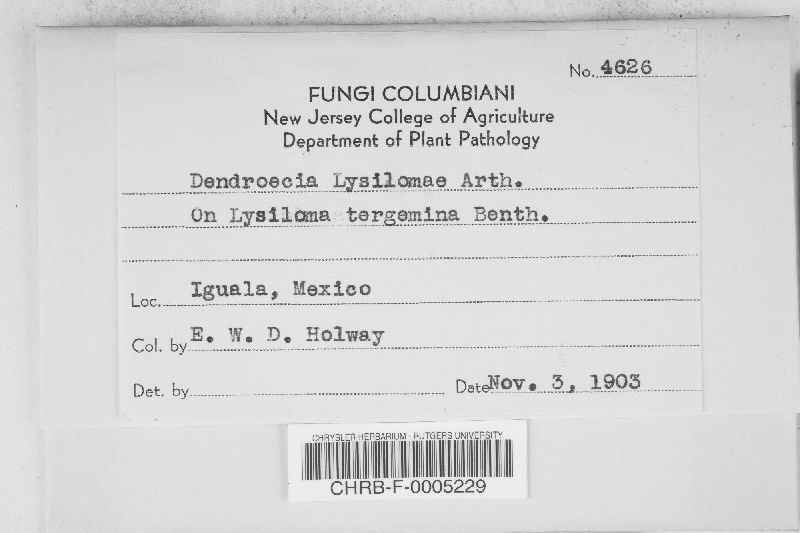 No. 4626
FUNGI COLUMBIANI
New Jersey College of Agriculture
Department of Plant Pathology
Dendroecia Lysilomae Arth.
On Lysiloma tergemina Benth.
Loc. Iguala, Mexico
Col. by E. W. D. Holway
Det. by Date Nov. 3, 1903
CHRYSLER HERBARIUM - RUTGERS UNIVERSITY
CHRB-F-0005229